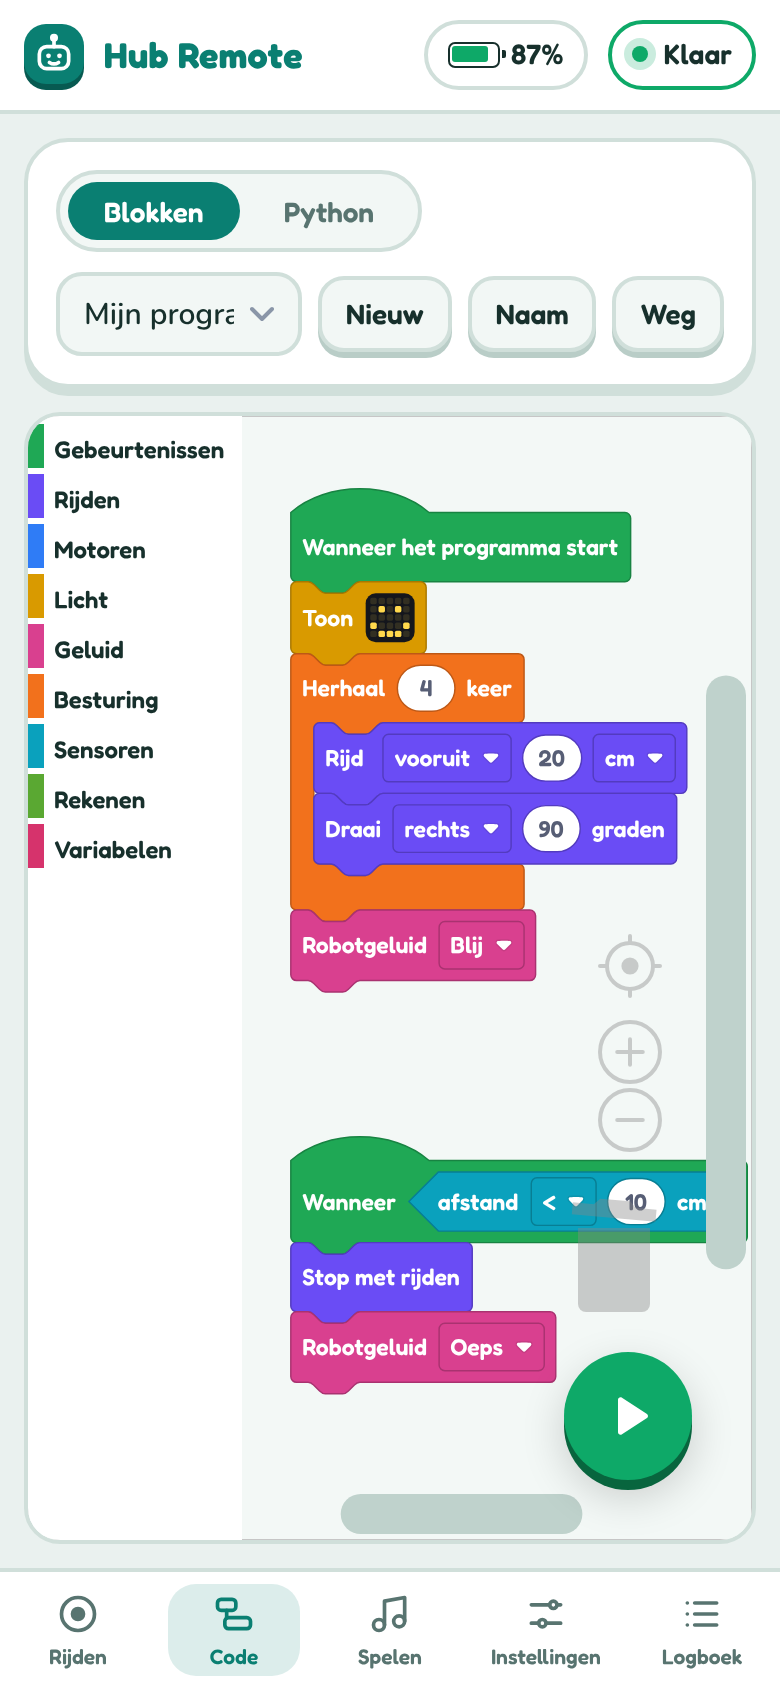 Hub Remote
87%
Klaar
Blokken
Python
Mijn progra
Nieuw
Naam
Weg
Gebeurtenissen
Rijden
Motoren
Licht
Geluid
Besturing
Sensoren
Rekenen
Variabelen
Wanneer het programma start
Toon
Herhaal 4 keer
Rijd vooruit 20 cm
Draai rechts 90 graden
Robotgeluid Blij
Wanneer afstand < 10 cm
Stop met rijden
Robotgeluid Oeps
Rijden
Code
Spelen
Instellingen
Logboek